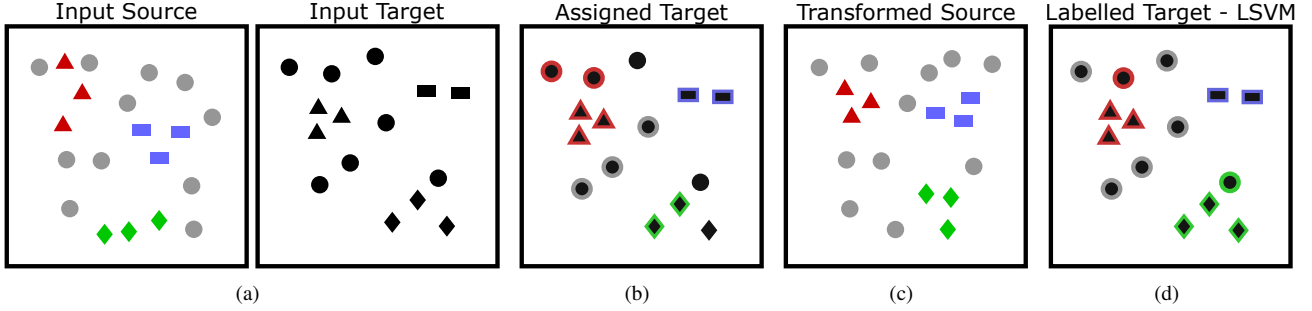 Input Source
Input Target
Assigned Target
Transformed Source
Labelled Target - LSVM
(a)
(b)
(c)
(d)